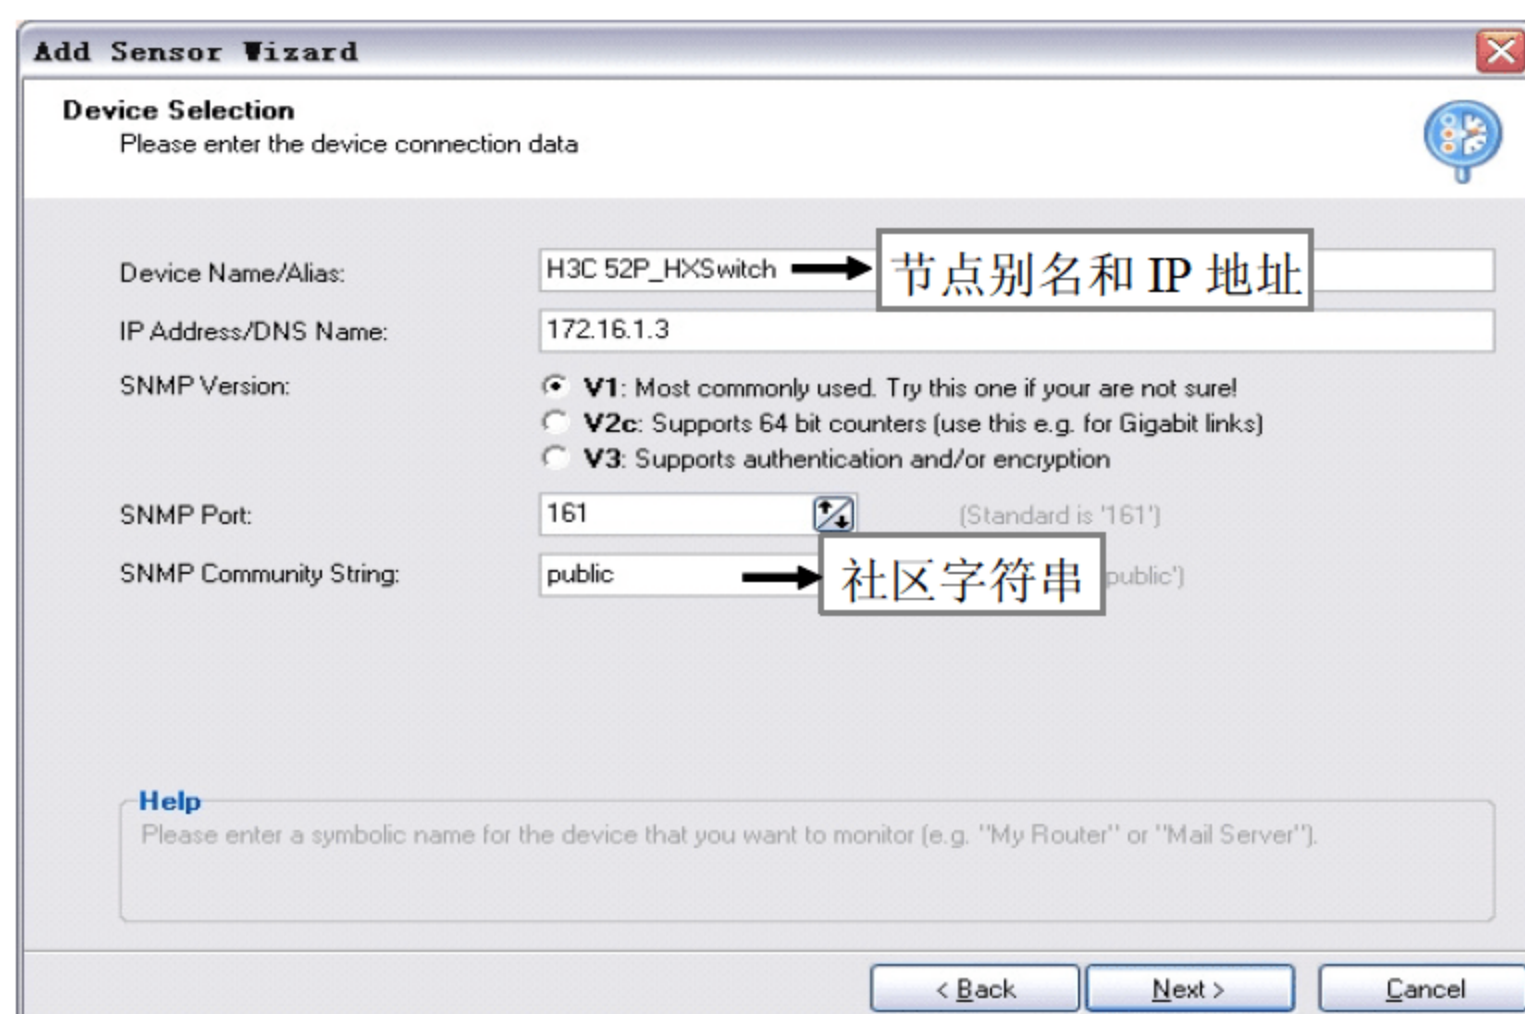 Add Sensor Wizard
Device Selection
Please enter the device connection data
Device Name/Alias:
H3C 52P_HXSwitch
节点别名和 IP 地址
IP Address/DNS Name:
172.16.1.3
SNMP Version:
V1: Most commonly used. Try this one if your are not sure!
V2c: Supports 64 bit counters (use this e.g. for Gigabit links)
V3: Supports authentication and/or encryption
SNMP Port:
161
(Standard is '161')
SNMP Community String:
public
社区字符串
public')
Help
Please enter a symbolic name for the device that you want to monitor (e.g. "My Router" or "Mail Server").
< Back
Next >
Cancel